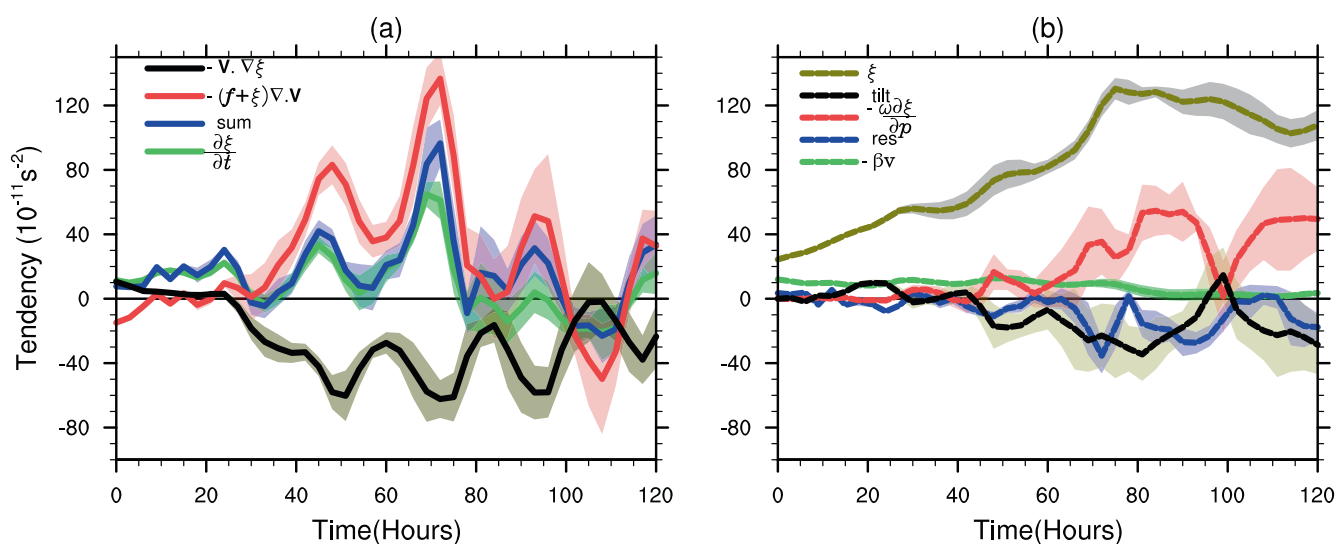 (a)
(b)
- V. ∇ξ
- (f+ξ)∇.V
sum
∂ξ
∂t
ξ
tilt
- ω∂ξ
∂p
res
- βv
Tendency (10⁻¹¹s⁻²)
120
80
40
0
-40
-80
120
80
40
0
-40
-80
0 20 40 60 80 100 120
0 20 40 60 80 100 120
Time(Hours)
Time(Hours)